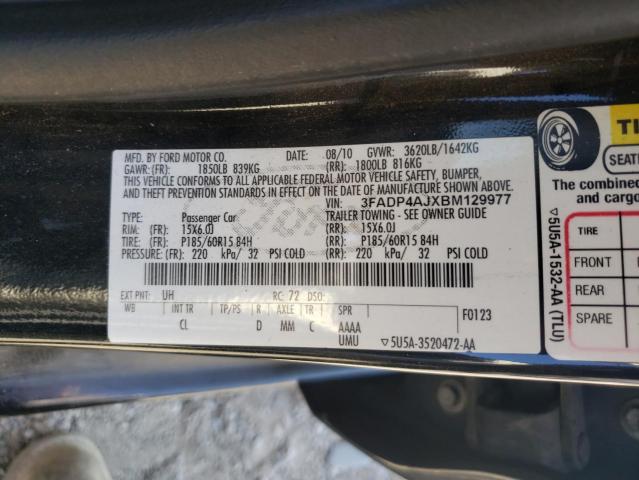 MFD. BY FORD MOTOR CO. DATE: 08/10 GVWR: 3620LB/1642KG
GAWR: (FR): 1850LB 839KG (RR): 1800LB 816KG
THIS VEHICLE CONFORMS TO ALL APPLICABLE FEDERAL MOTOR VEHICLE SAFETY, BUMPER,
AND THEFT PREVENTION STANDARDS IN EFFECT ON THE DATE OF MANUFACTURE SHOWN ABOVE.
VIN: 3FADP4AJXBM129977
TYPE: Passenger Car TRAILER TOWING - SEE OWNER GUIDE
RIM: (FR): 15X6.0J (RR): 15X6.0J
TIRE: (FR): P185/60R15 84H (RR): P185/60R15 84H
PRESSURE: (FR): 220 kPa/ 32 PSI COLD (RR): 220 kPa/ 32 PSI COLD
EXT PNT: UH RC: 72 DSO:
WB INT TR TP/PS R AXLE TR SPR F0123
CL D MM C AAAA
UMU ▽5U5A-3520472-AA
▽5U5A-1532-AA (TLU)
SEATI
The combined
and cargo
TIRE
FRONT
REAR
SPARE